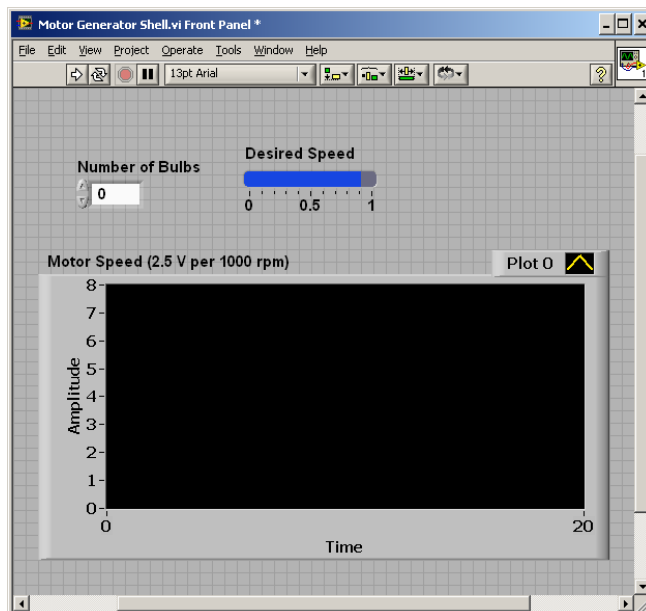 Motor Generator Shell.vi Front Panel *
File Edit View Project Operate Tools Window Help
13pt Arial
?
1
Number of Bulbs
0
Desired Speed
0 0.5 1
Motor Speed (2.5 V per 1000 rpm)
Plot 0
8
7
6
5
4
3
2
1
0
Amplitude
0 20
Time